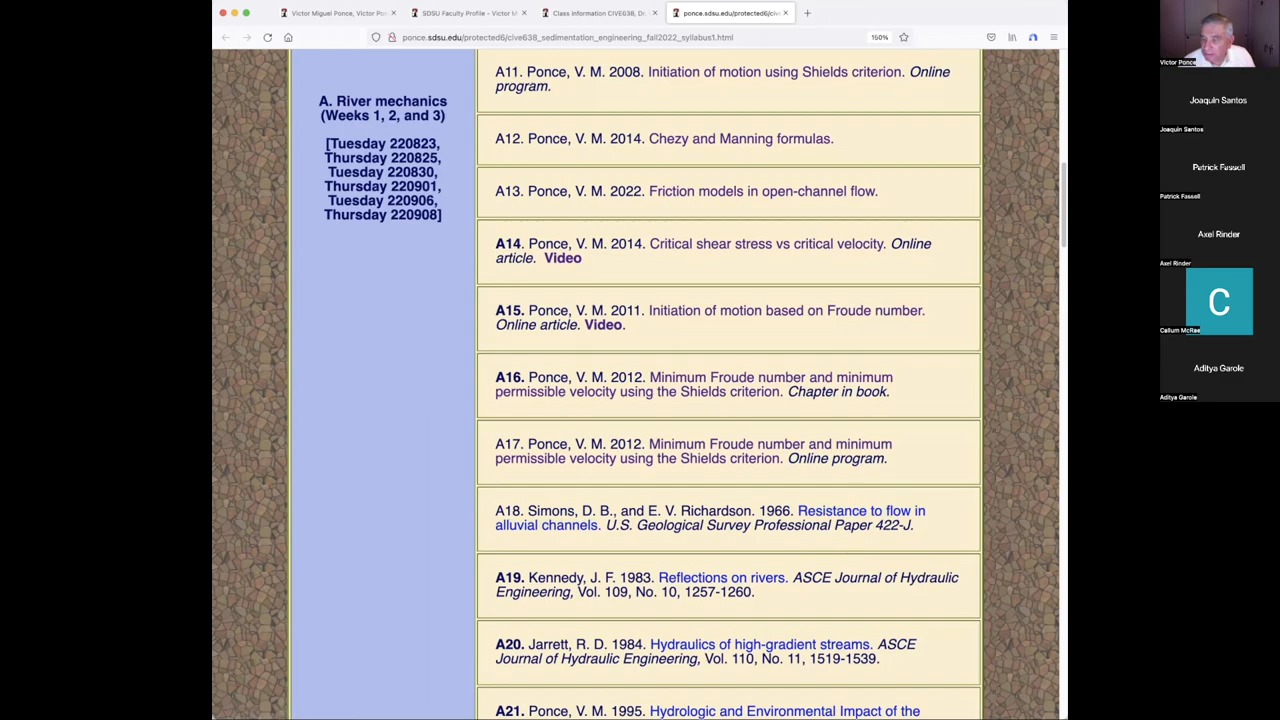 Victor Miguel Ponce, Victor Pon
SDSU Faculty Profile - Victor M
Class information CIVE638, Dr.
ponce.sdsu.edu/protected6/cive
ponce.sdsu.edu/protected6/cive638_sedimentation_engineering_fall2022_syllabus1.html
150%
A. River mechanics
(Weeks 1, 2, and 3)
[Tuesday 220823,
Thursday 220825,
Tuesday 220830,
Thursday 220901,
Tuesday 220906,
Thursday 220908]
A11. Ponce, V. M. 2008. Initiation of motion using Shields criterion. Online
program.
A12. Ponce, V. M. 2014. Chezy and Manning formulas.
A13. Ponce, V. M. 2022. Friction models in open-channel flow.
A14. Ponce, V. M. 2014. Critical shear stress vs critical velocity. Online
article. Video
A15. Ponce, V. M. 2011. Initiation of motion based on Froude number.
Online article. Video.
A16. Ponce, V. M. 2012. Minimum Froude number and minimum
permissible velocity using the Shields criterion. Chapter in book.
A17. Ponce, V. M. 2012. Minimum Froude number and minimum
permissible velocity using the Shields criterion. Online program.
A18. Simons, D. B., and E. V. Richardson. 1966. Resistance to flow in
alluvial channels. U.S. Geological Survey Professional Paper 422-J.
A19. Kennedy, J. F. 1983. Reflections on rivers. ASCE Journal of Hydraulic
Engineering, Vol. 109, No. 10, 1257-1260.
A20. Jarrett, R. D. 1984. Hydraulics of high-gradient streams. ASCE
Journal of Hydraulic Engineering, Vol. 110, No. 11, 1519-1539.
A21. Ponce, V. M. 1995. Hydrologic and Environmental Impact of the
Victor Ponce
Joaquin Santos
Joaquin Santos
Patrick Fassell
Patrick Fassell
Axel Rinder
Axel Rinder
C
Callum McRae
Aditya Garole
Aditya Garole